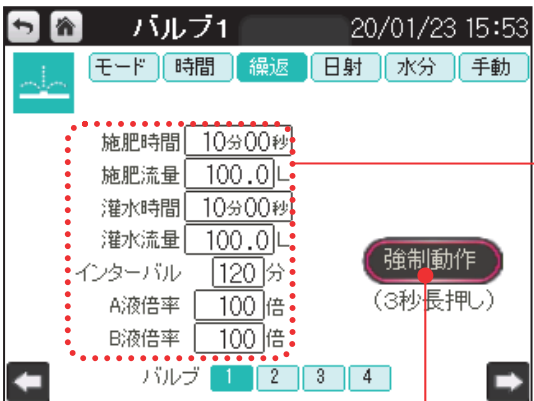 バルブ1 20/01/23 15:53
モード 時間 繰返 日射 水分 手動
施肥時間 10分00秒
施肥流量 100.0L
灌水時間 10分00秒
灌水流量 100.0L
インターバル 120分
A液倍率 100倍
B液倍率 100倍
強制動作
(3秒長押し)
バルブ 1 2 3 4